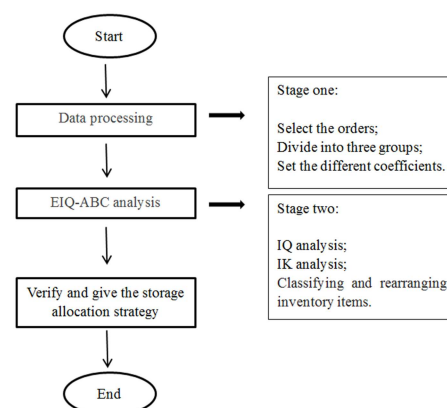 Start
Data processing
Stage one:
Select the orders;
Divide into three groups;
Set the different coefficients.
EIQ-ABC analysis
Stage two:
IQ analysis;
IK analysis;
Classifying and rearranging
inventory items.
Verify and give the storage
allocation strategy
End